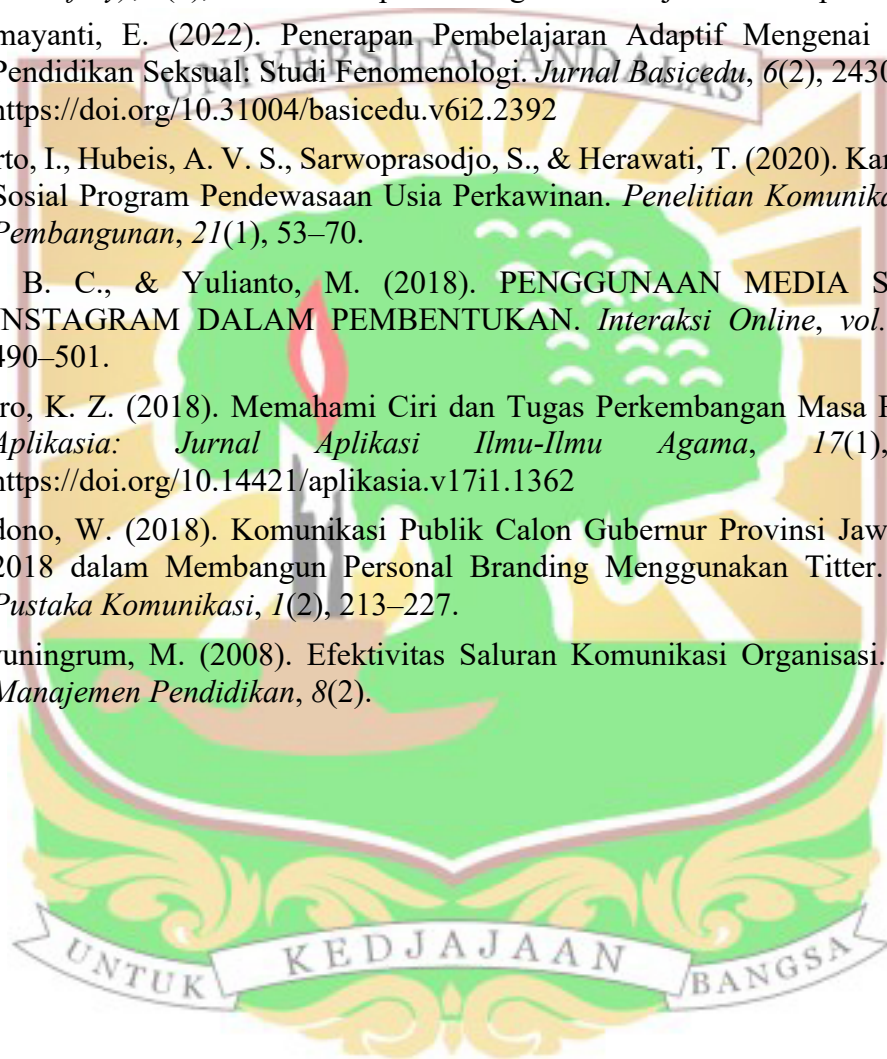 mayanti, E. (2022). Penerapan Pembelajaran Adaptif Mengenai
UNIVERSITAS ANDALAS
Pendidikan Seksual: Studi Fenomenologi. Jurnal Basicedu, 6(2), 2430
https://doi.org/10.31004/basicedu.v6i2.2392
rto, I., Hubeis, A. V. S., Sarwoprasodjo, S., & Herawati, T. (2020). Kar
Sosial Program Pendewasaan Usia Perkawinan. Penelitian Komunika
Pembangunan, 21(1), 53–70.
B. C., & Yulianto, M. (2018). PENGGUNAAN MEDIA S
INSTAGRAM DALAM PEMBENTUKAN. Interaksi Online, vol.
490–501.
ro, K. Z. (2018). Memahami Ciri dan Tugas Perkembangan Masa
Aplikasia: Jurnal Aplikasi Ilmu-Ilmu Agama, 17(1),
https://doi.org/10.14421/aplikasia.v17i1.1362
dono, W. (2018). Komunikasi Publik Calon Gubernur Provinsi Jaw
2018 dalam Membangun Personal Branding Menggunakan Titter.
Pustaka Komunikasi, 1(2), 213–227.
yuningrum, M. (2008). Efektivitas Saluran Komunikasi Organisasi.
Manajemen Pendidikan, 8(2).
UNTUK KEDJAJAAN BANGSA